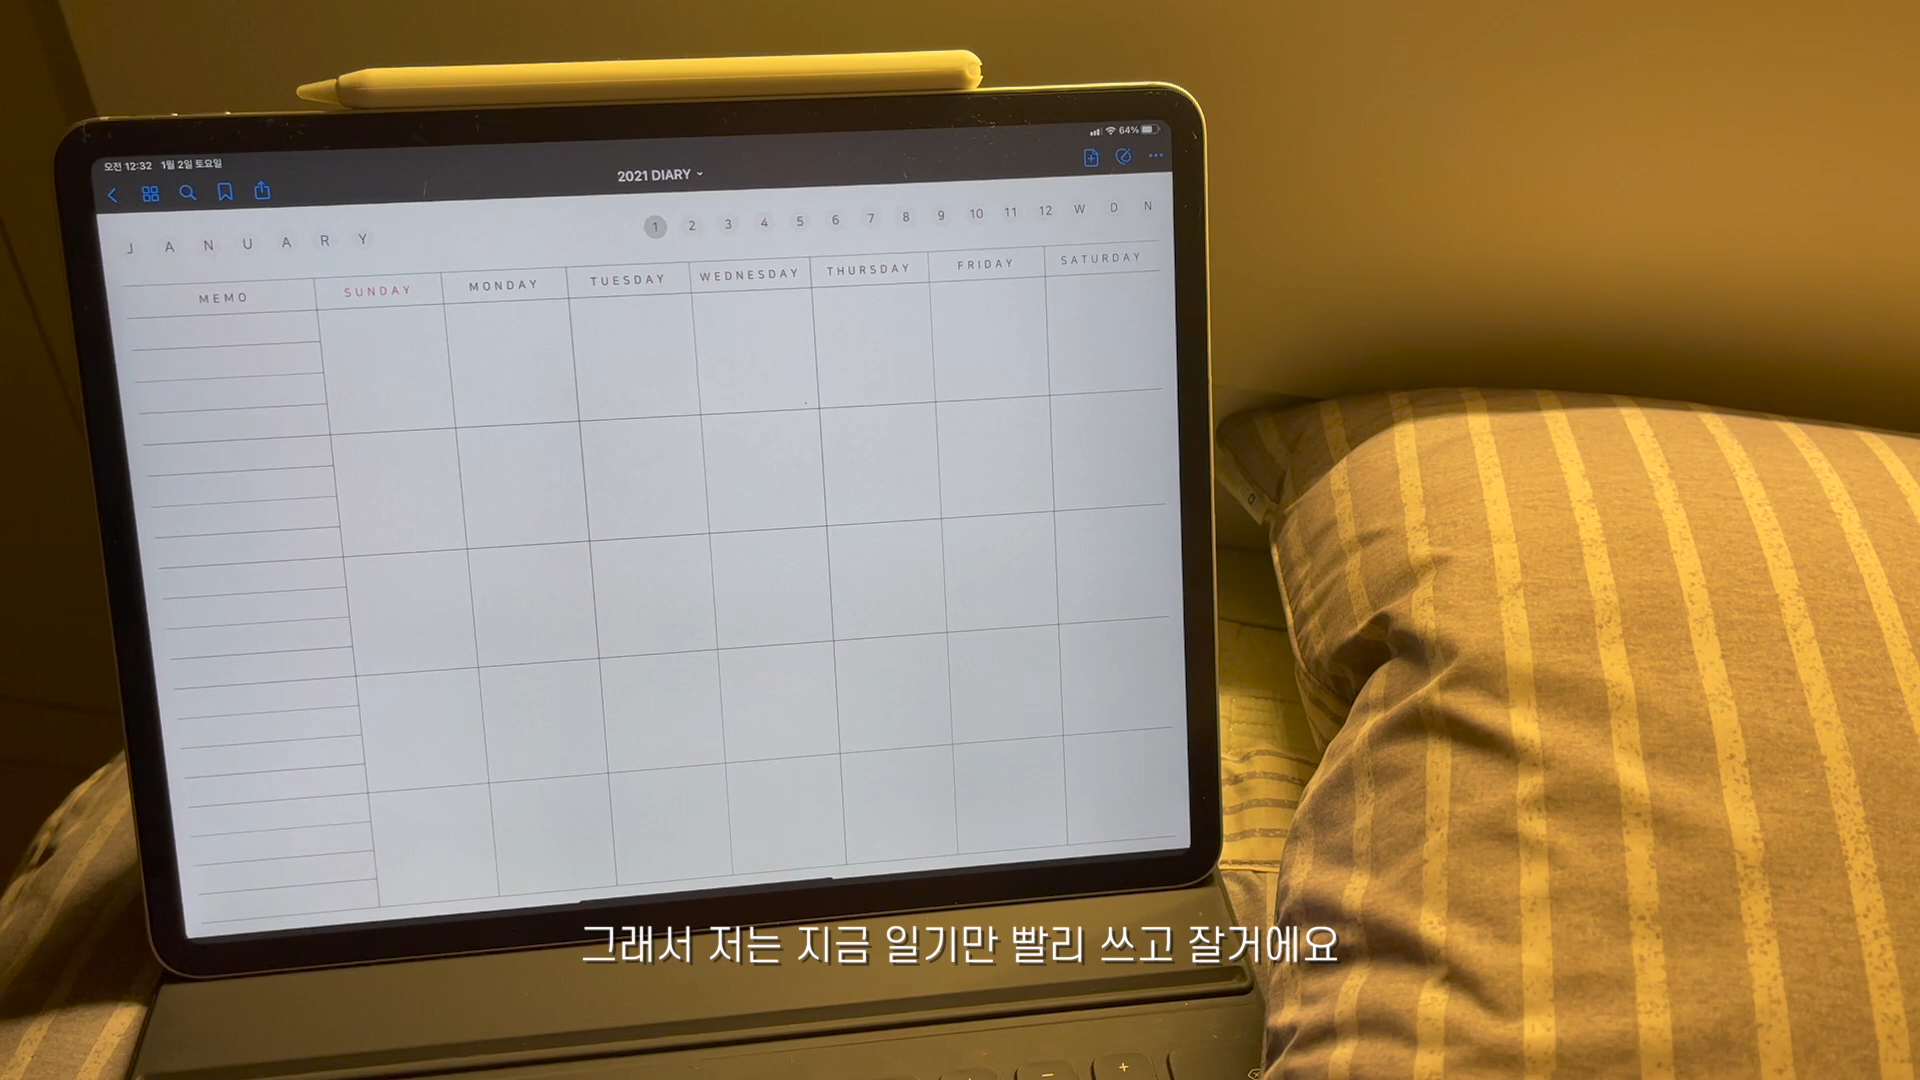 오전 12:32 1월 2일 토요일
64%
2021 DIARY
JANUARY
1 2 3 4 5 6 7 8 9 10 11 12 W D N
MEMO SUNDAY MONDAY TUESDAY WEDNESDAY THURSDAY FRIDAY SATURDAY
그래서 저는 지금 일기만 빨리 쓰고 잘거에요